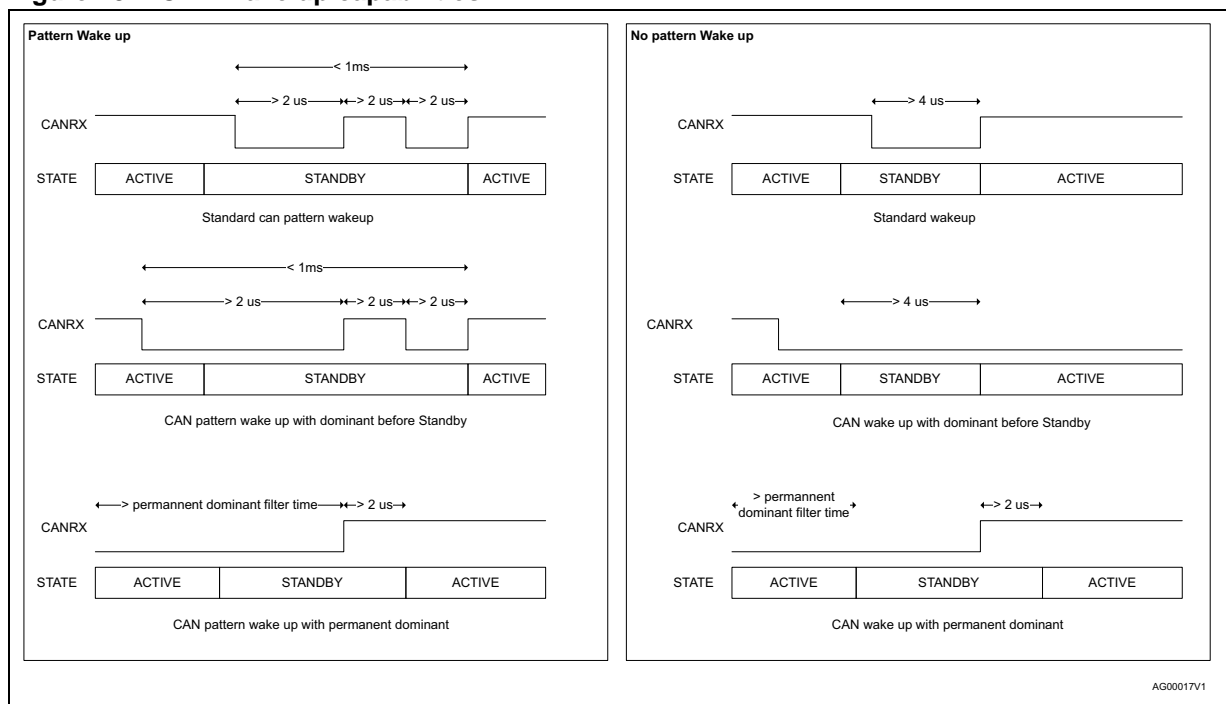 Pattern Wake up
< 1ms
> 2 us
> 2 us
> 2 us
CANRX
STATE
ACTIVE
STANDBY
ACTIVE
Standard can pattern wakeup
< 1ms
> 2 us
> 2 us
> 2 us
CANRX
STATE
ACTIVE
STANDBY
ACTIVE
CAN pattern wake up with dominant before Standby
> permannent dominant filter time
> 2 us
CANRX
STATE
ACTIVE
STANDBY
ACTIVE
CAN pattern wake up with permanent dominant
No pattern Wake up
> 4 us
CANRX
STATE
ACTIVE
STANDBY
ACTIVE
Standard wakeup
> 4 us
CANRX
STATE
ACTIVE
STANDBY
ACTIVE
CAN wake up with dominant before Standby
> permannent
dominant filter time
> 2 us
CANRX
STATE
ACTIVE
STANDBY
ACTIVE
CAN wake up with permanent dominant
AG00017V1